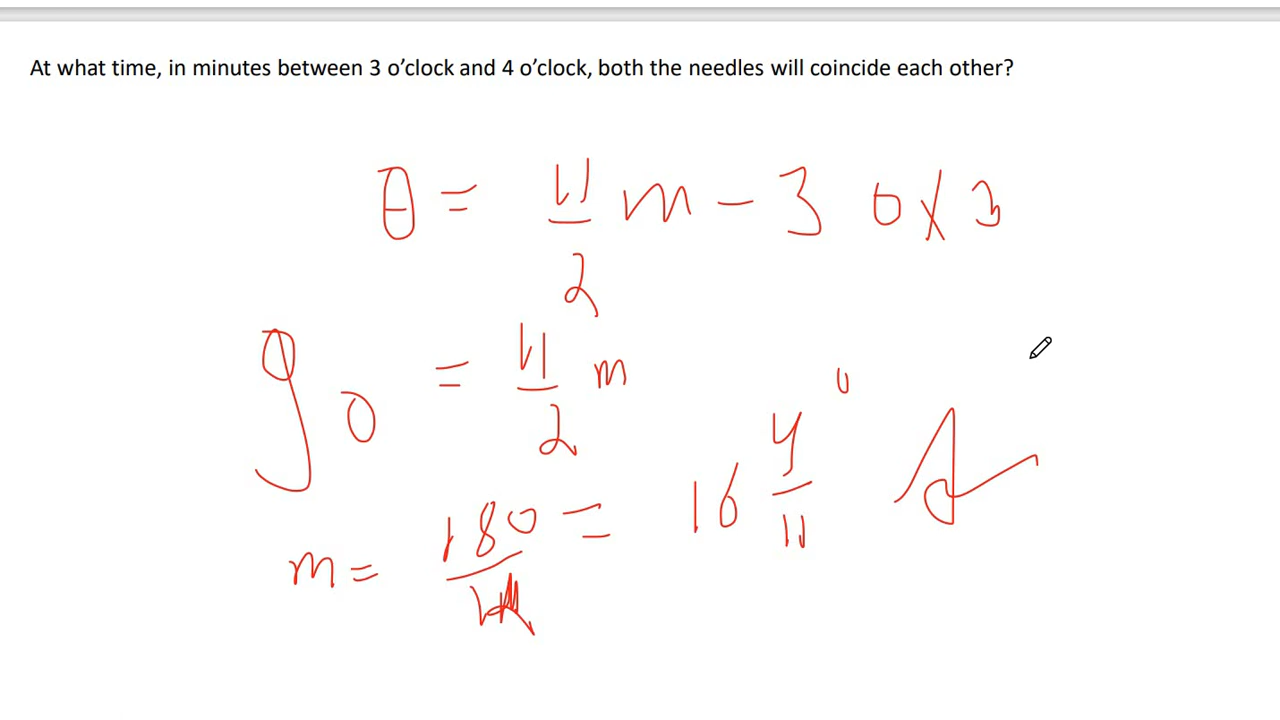 At what time, in minutes between 3 o’clock and 4 o’clock, both the needles will coincide each other?
θ = 11/2 m - 30 x 3
90 = 11/2 m
m = 180/11 = 16 4/11